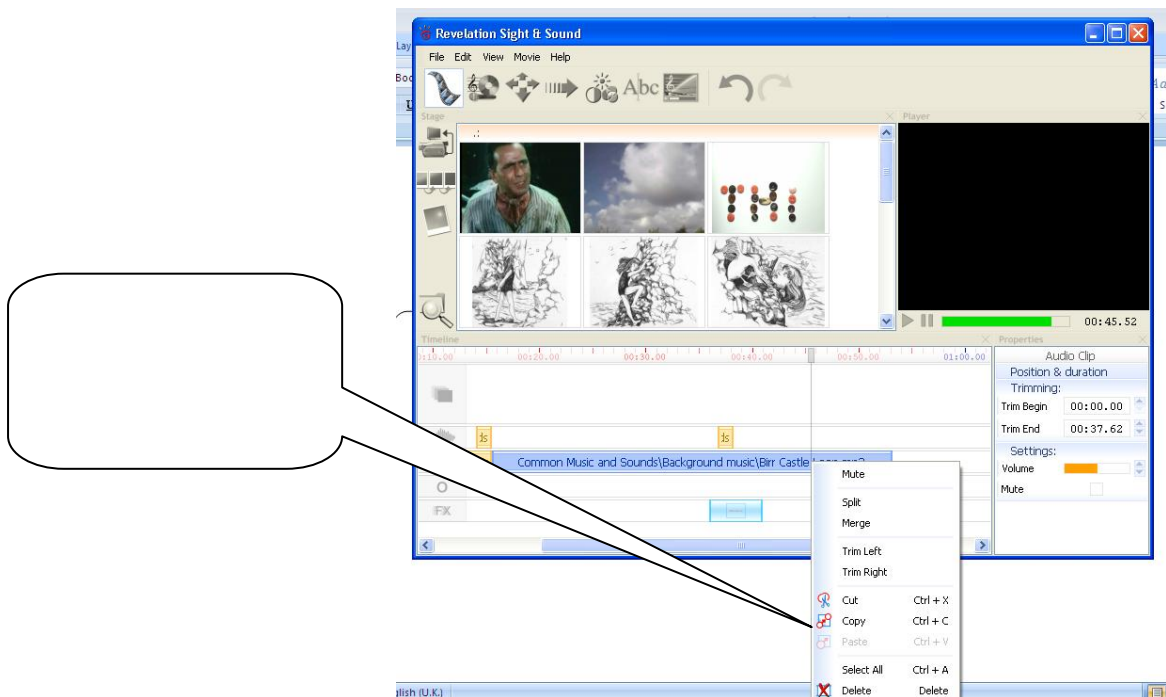 Revelation Sight & Sound
File Edit View Movie Help
Abc
Stage
Player
THI
00:45.52
Timeline
Properties
00:20.00 00:30.00 00:40.00 00:50.00 01:00.00
Audio Clip
Position & duration
Trimming:
Trim Begin 00:00.00
Trim End 00:37.62
Settings:
Volume
Mute
Common Music and Sounds\Background music\Birr Castle
O
FX
Mute
Split
Merge
Trim Left
Trim Right
Cut Ctrl + X
Copy Ctrl + C
Paste Ctrl + V
Select All Ctrl + A
Delete Delete
glish (U.K.)